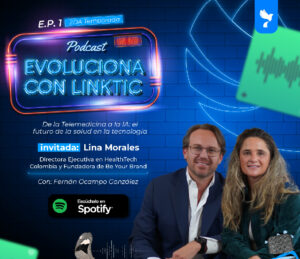 E.P. 1
2DA Temporada
Podcast
ON AIR
EVOLUCIONA
CON LINKTIC
De la Telemedicina a la IA: el
futuro de la salud en la tecnología
Invitada: Lina Morales
Directora Ejecutiva en HealthTech
Colombia y Fundadora de Be Your Brand
Con: Fernán Ocampo González
Escúchalo en
Spotify